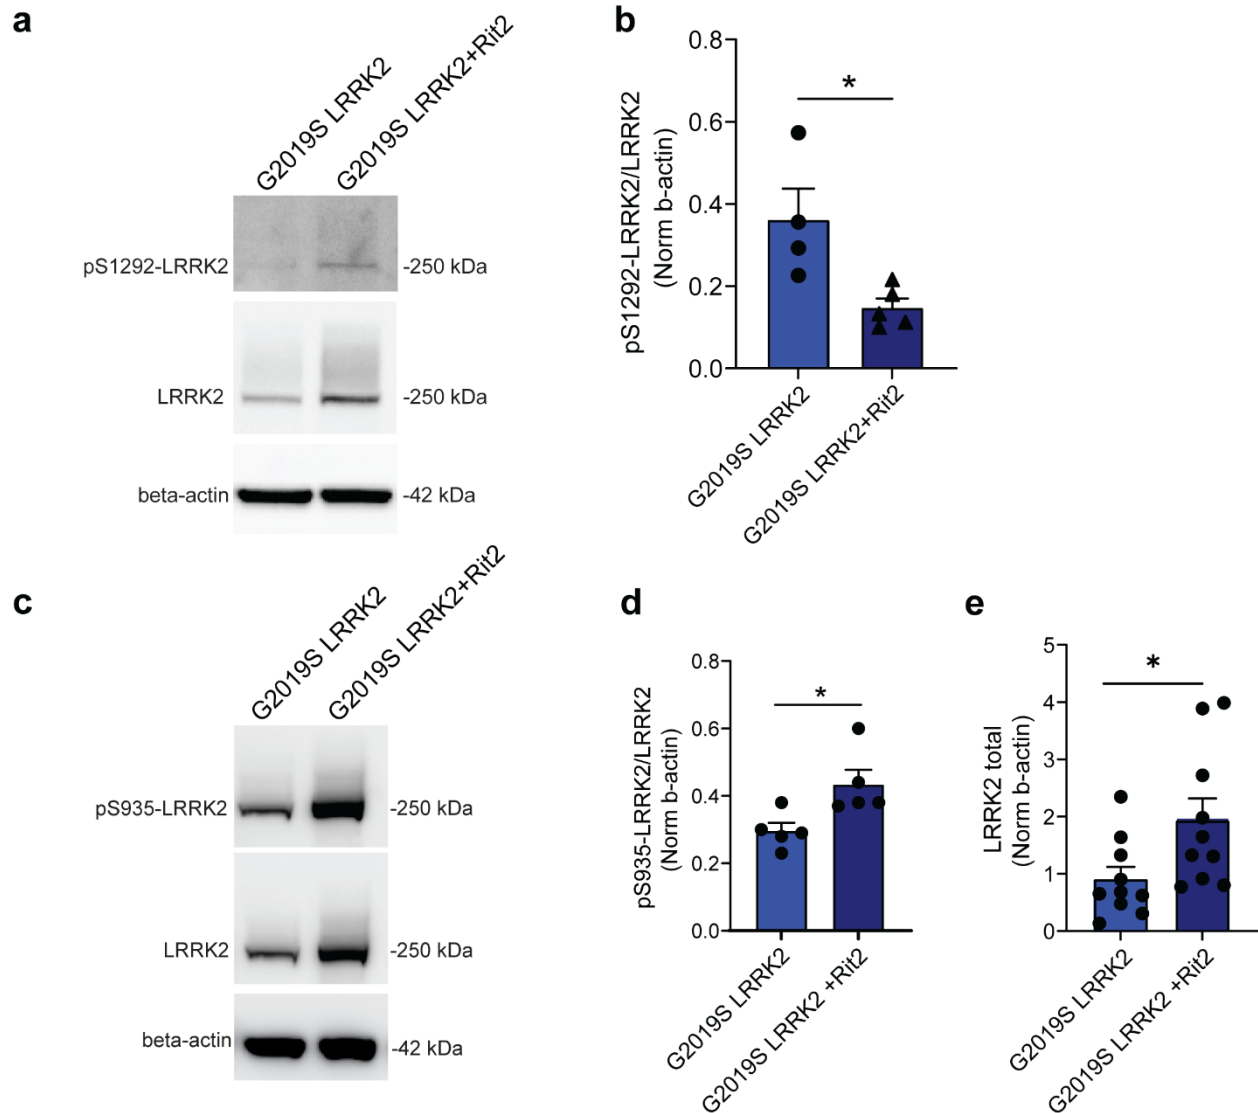 a
G2019S LRRK2
G2019S LRRK2+Rit2
pS1292-LRRK2
-250 kDa
LRRK2
-250 kDa
beta-actin
-42 kDa
b
pS1292-LRRK2/LRRK2
(Norm b-actin)
0.8
0.6
0.4
0.2
0.0
*
G2019S LRRK2
G2019S LRRK2+Rit2
c
G2019S LRRK2
G2019S LRRK2+Rit2
pS935-LRRK2
-250 kDa
LRRK2
-250 kDa
beta-actin
-42 kDa
d
pS935-LRRK2/LRRK2
(Norm b-actin)
0.8
0.6
0.4
0.2
0.0
*
G2019S LRRK2
G2019S LRRK2 +Rit2
e
LRRK2 total
(Norm b-actin)
5
4
3
2
1
0
*
G2019S LRRK2
G2019S LRRK2 +Rit2